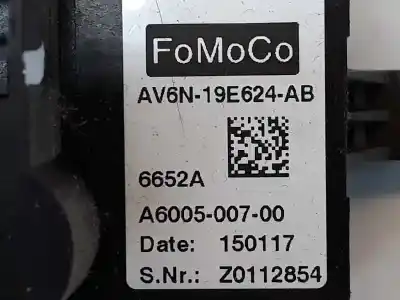 FoMoCo
AV6N-19E624-AB
6652A
A6005-007-00
Date: 150117
S.Nr.: Z0112854